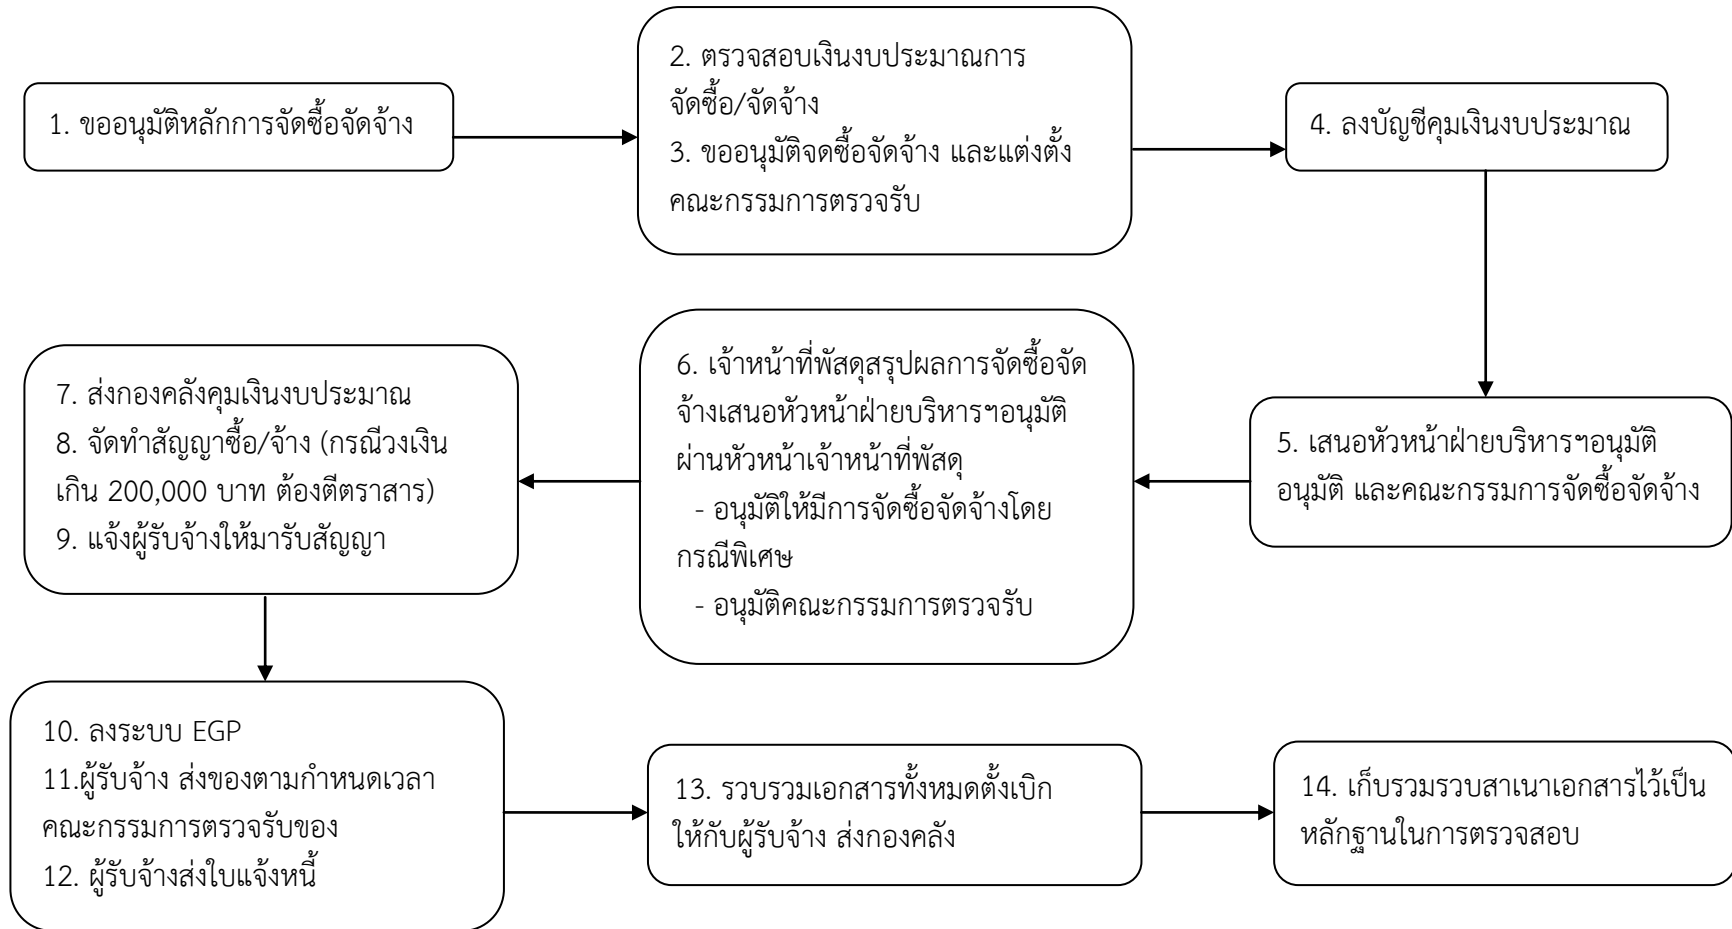 1. ขออนุมัติหลักการจัดซื้อจัดจ้าง
2. ตรวจสอบเงินงบประมาณการ
จัดซื้อ/จัดจ้าง
3. ขออนุมัติจดซื้อจัดจ้าง และแต่งตั้ง
คณะกรรมการตรวจรับ
4. ลงบัญชีคุมเงินงบประมาณ
5. เสนอหัวหน้าฝ่ายบริหารฯอนุมัติ
อนุมัติ และคณะกรรมการจัดซื้อจัดจ้าง
6. เจ้าหน้าที่พัสดุสรุปผลการจัดซื้อจัด
จ้างเสนอหัวหน้าฝ่ายบริหารฯอนุมัติ
ผ่านหัวหน้าเจ้าหน้าที่พัสดุ
- อนุมัติให้มีการจัดซื้อจัดจ้างโดย
กรณีพิเศษ
- อนุมัติคณะกรรมการตรวจรับ
7. ส่งกองคลังคุมเงินงบประมาณ
8. จัดทำสัญญาซื้อ/จ้าง (กรณีวงเงิน
เกิน 200,000 บาท ต้องตีตราสาร)
9. แจ้งผู้รับจ้างให้มารับสัญญา
10. ลงระบบ EGP
11.ผู้รับจ้าง ส่งของตามกำหนดเวลา
คณะกรรมการตรวจรับของ
12. ผู้รับจ้างส่งใบแจ้งหนี้
13. รวบรวมเอกสารทั้งหมดตั้งเบิก
ให้กับผู้รับจ้าง ส่งกองคลัง
14. เก็บรวมรวบสาเนาเอกสารไว้เป็น
หลักฐานในการตรวจสอบ